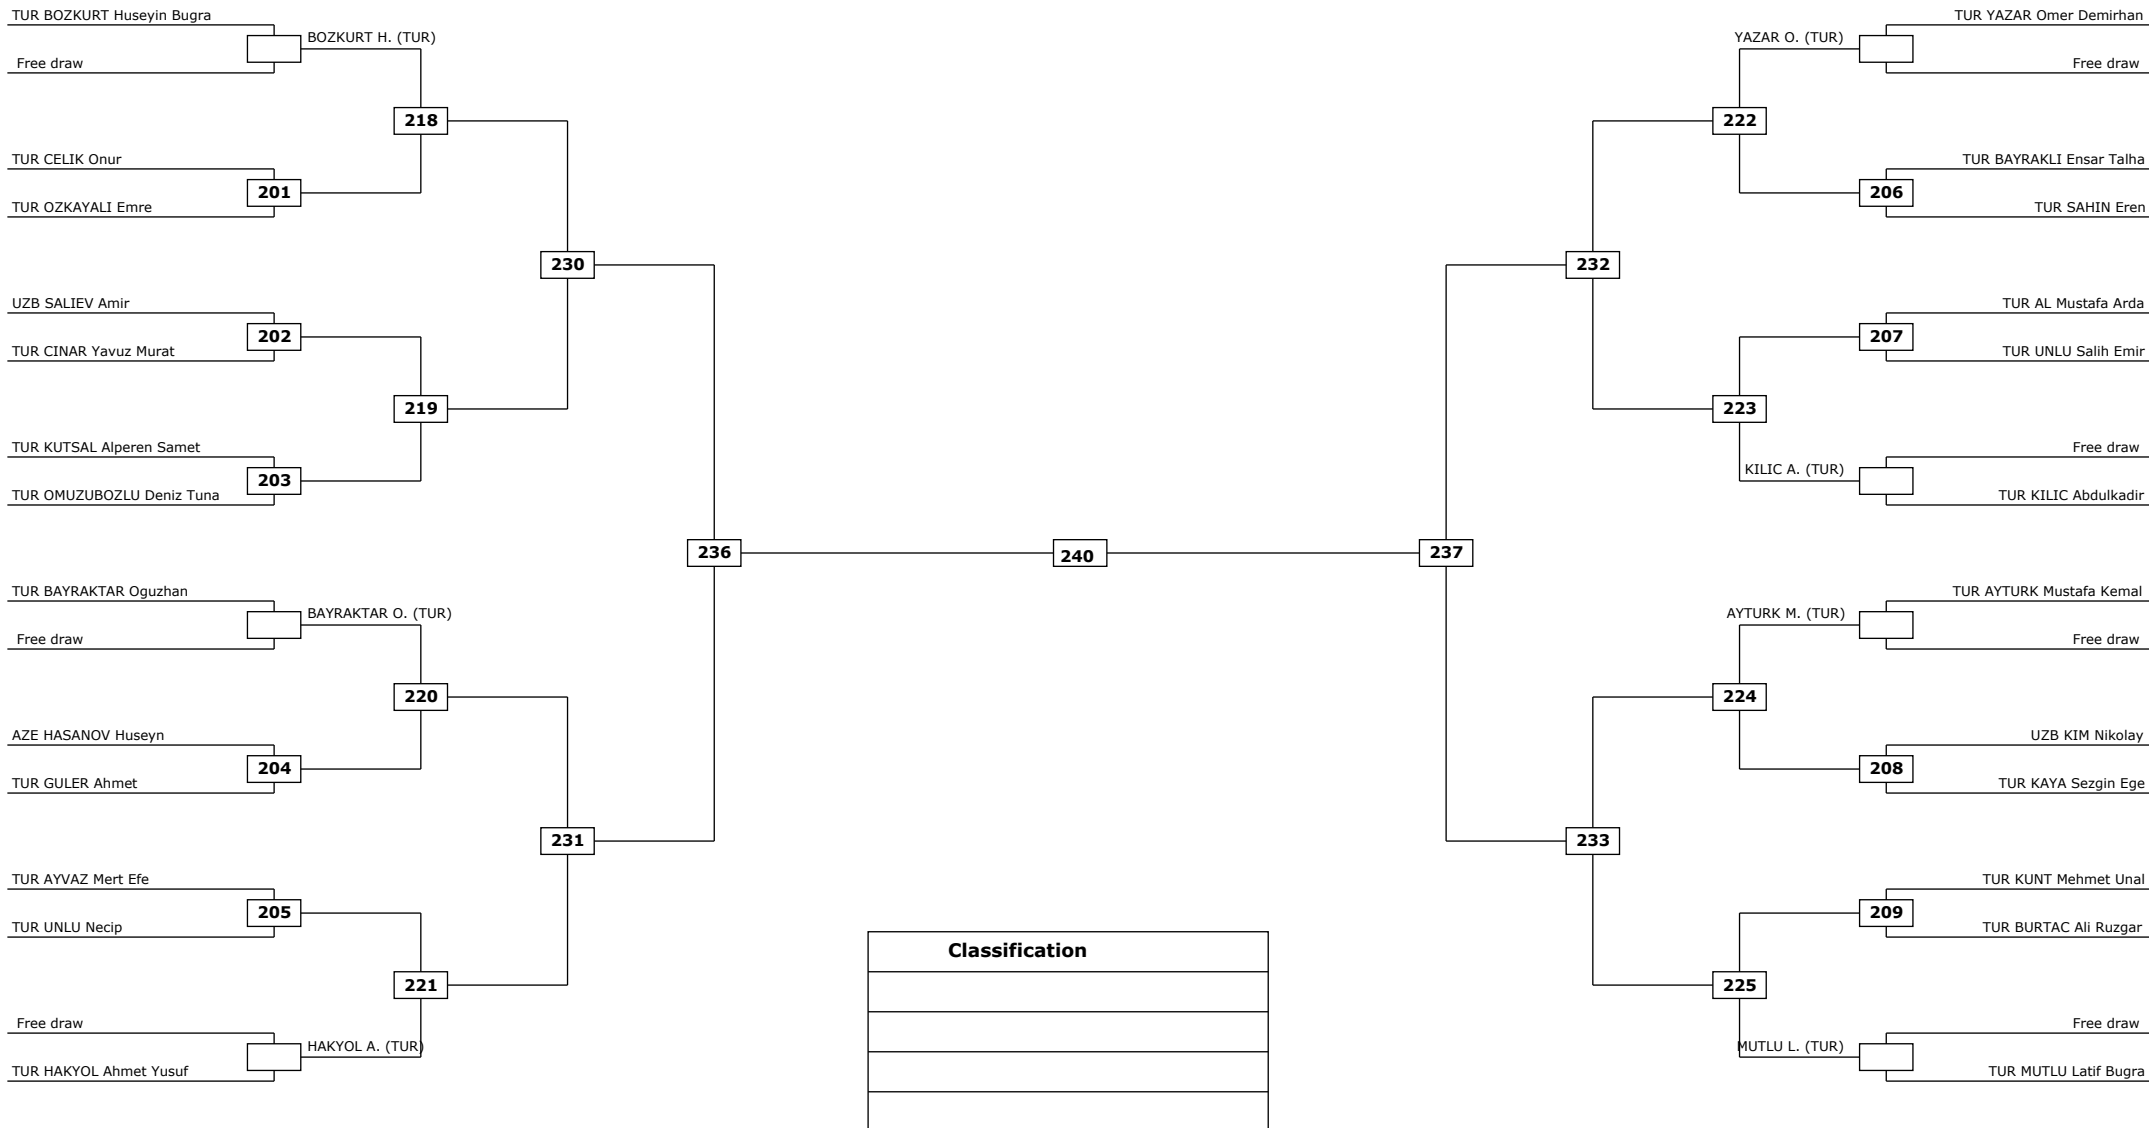 TUR BOZKURT Huseyin Bugra
BOZKURT H. (TUR)
Free draw
218
TUR CELIK Onur
201
TUR OZKAYALI Emre
230
UZB SALIEV Amir
202
TUR CINAR Yavuz Murat
219
TUR KUTSAL Alperen Samet
203
TUR OMUZUBOZLU Deniz Tuna
236
TUR BAYRAKTAR Oguzhan
BAYRAKTAR O. (TUR)
Free draw
220
AZE HASANOV Huseyn
204
TUR GULER Ahmet
231
TUR AYVAZ Mert Efe
205
TUR UNLU Necip
221
Free draw
HAKYOL A. (TUR)
TUR HAKYOL Ahmet Yusuf
240
Classification
TUR YAZAR Omer Demirhan
YAZAR O. (TUR)
Free draw
222
TUR BAYRAKLI Ensar Talha
206
TUR SAHIN Eren
232
TUR AL Mustafa Arda
207
TUR UNLU Salih Emir
223
Free draw
KILIC A. (TUR)
TUR KILIC Abdulkadir
237
TUR AYTURK Mustafa Kemal
AYTURK M. (TUR)
Free draw
224
UZB KIM Nikolay
208
TUR KAYA Sezgin Ege
233
TUR KUNT Mehmet Unal
209
TUR BURTAC Ali Ruzgar
225
Free draw
MUTLU L. (TUR)
TUR MUTLU Latif Bugra